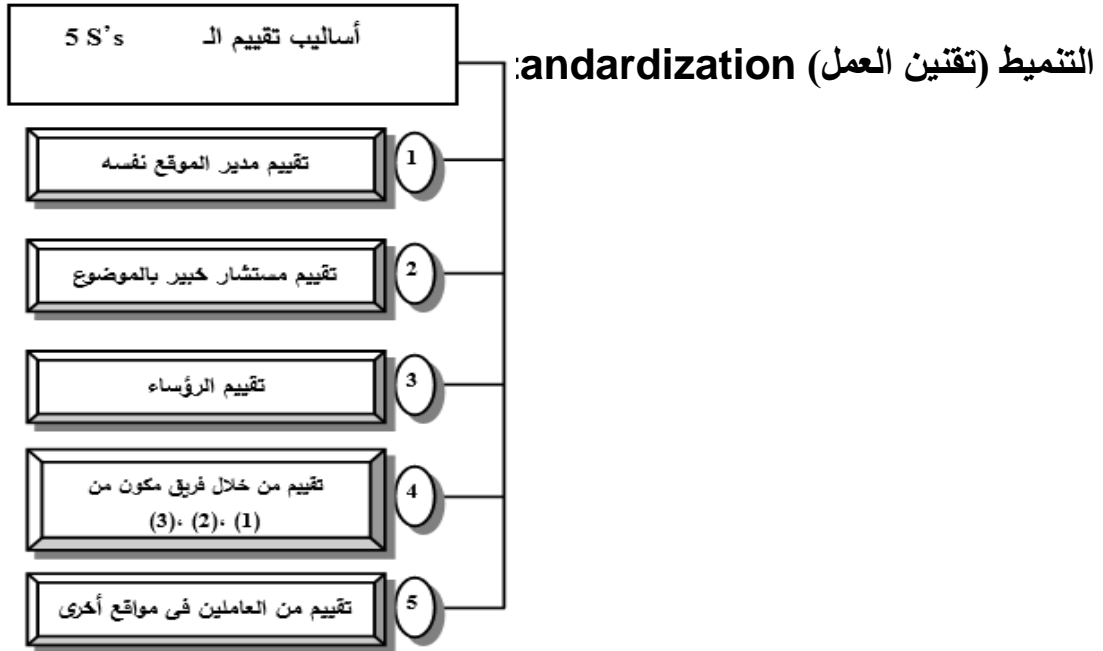 أساليب تقييم الـ 5 S's
التنميط (تقنين العمل) tandardization
1
تقييم مدير الموقع نفسه
2
تقييم مستشار خبير بالموضوع
3
تقييم الرؤساء
4
تقييم من خلال فريق مكون من
(1)، (2)، (3)
5
تقييم من العاملين فى مواقع أخرى